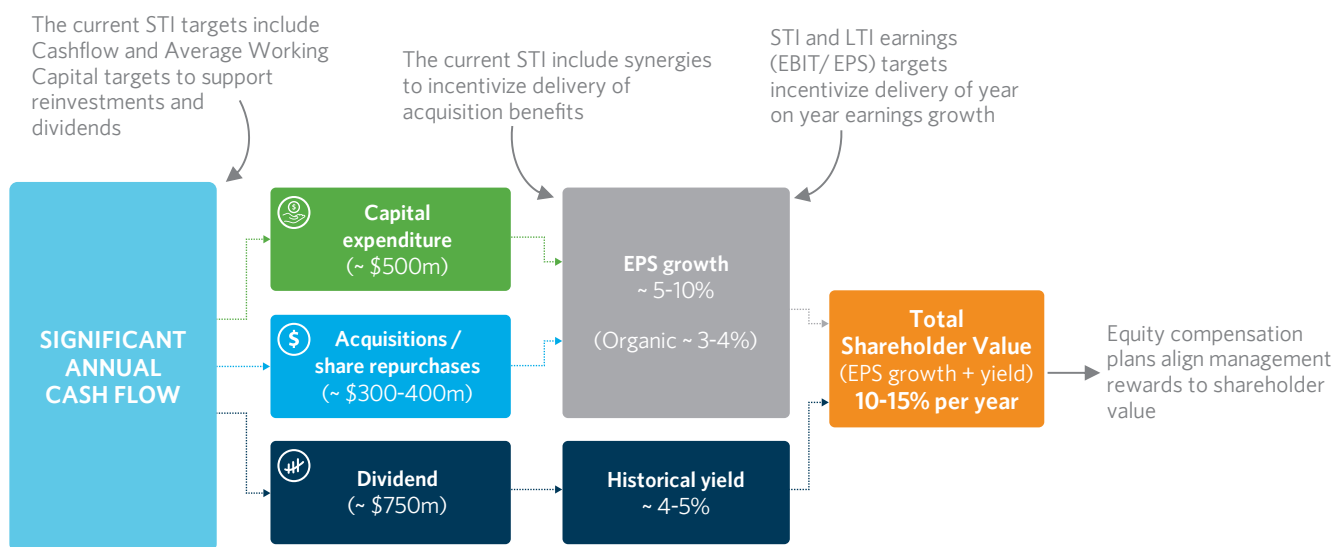 The current STI targets include
Cashflow and Average Working
Capital targets to support
reinvestments and
dividends
The current STI include synergies
to incentivize delivery of
acquisition benefits
STI and LTI earnings
(EBIT/ EPS) targets
incentivize delivery of year
on year earnings growth
SIGNIFICANT
ANNUAL
CASH FLOW
$
Capital
expenditure
(~ $500m)
$
Acquisitions /
share repurchases
(~ $300-400m)
Dividend
(~ $750m)
EPS growth
~ 5-10%
(Organic ~ 3-4%)
Historical yield
~ 4-5%
Total
Shareholder Value
(EPS growth + yield)
10-15% per year
Equity compensation
plans align management
rewards to shareholder
value